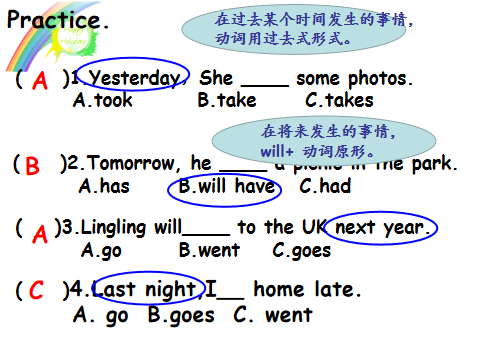 Practice.
在过去某个时间发生的事情，
动词用过去式形式。
( A )1.Yesterday, She ____ some photos.
A.took B.take C.takes
在将来发生的事情，
will+ 动词原形。
( B )2.Tomorrow, he ____ a picnic in the park.
A.has B.will have C.had
( A )3.Lingling will____ to the UK next year.
A.go B.went C.goes
( C )4.Last night,I__ home late.
A. go B.goes C. went